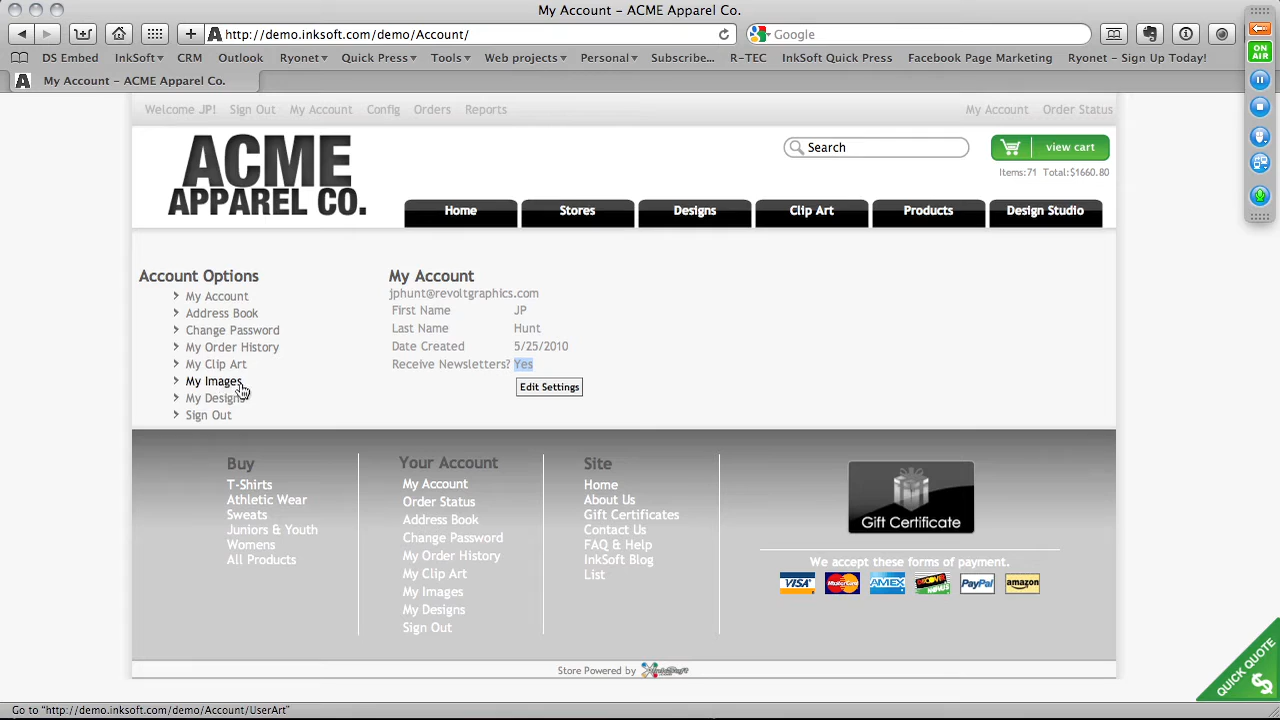 My Account – ACME Apparel Co.
http://demo.inksoft.com/demo/Account/
Google
DS Embed InkSoft CRM Outlook Ryonet Quick Press Tools Web projects Personal Subscribe... R-TEC InkSoft Quick Press Facebook Page Marketing Ryonet – Sign Up Today!
My Account – ACME Apparel Co.
ON AIR
Welcome JP! Sign Out My Account Config Orders Reports My Account Order Status
ACME
APPAREL CO.
Search
view cart
Items:71 Total:$1660.80
Home Stores Designs Clip Art Products Design Studio
Account Options
My Account
Address Book
Change Password
My Order History
My Clip Art
My Images
My Designs
Sign Out
My Account
jphunt@revoltgraphics.com
First Name JP
Last Name Hunt
Date Created 5/25/2010
Receive Newsletters? Yes
Edit Settings
Buy
T-Shirts
Athletic Wear
Sweats
Juniors & Youth
Womens
All Products
Your Account
My Account
Order Status
Address Book
Change Password
My Order History
My Clip Art
My Images
My Designs
Sign Out
Site
Home
About Us
Gift Certificates
Contact Us
FAQ & Help
InkSoft Blog
List
Gift Certificate
We accept these forms of payment.
VISA MasterCard AMEX DISCOVER PayPal amazon
Store Powered by InkSoft
QUICK QUOTE
$
Go to "http://demo.inksoft.com/demo/Account/UserArt"